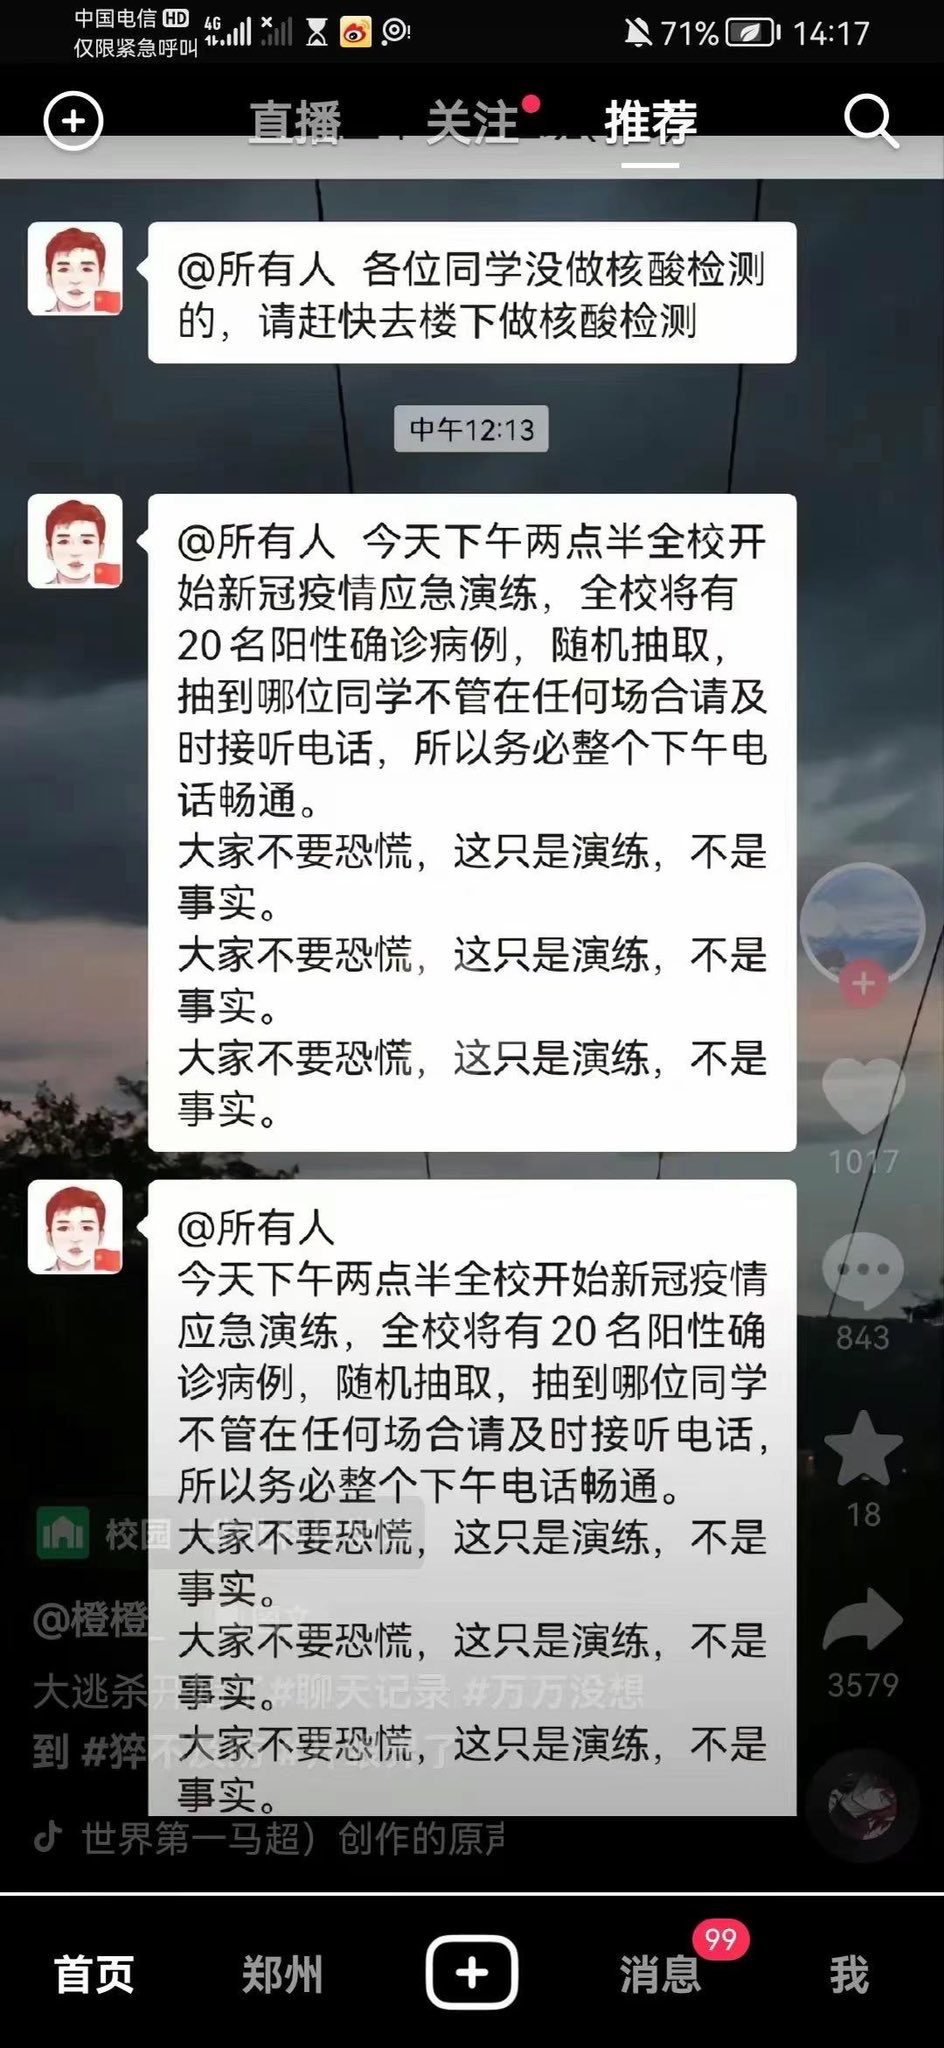 中国电信 HD
仅限紧急呼叫
4G
71%
14:17
直播
关注
推荐
@所有人 各位同学没做核酸检测
的，请赶快去楼下做核酸检测
中午12:13
@所有人 今天下午两点半全校开
始新冠疫情应急演练，全校将有
20名阳性确诊病例，随机抽取，
抽到哪位同学不管在任何场合请及
时接听电话，所以务必整个下午电
话畅通。
大家不要恐慌，这只是演练，不是
事实。
大家不要恐慌，这只是演练，不是
事实。
大家不要恐慌，这只是演练，不是
事实。
1017
@所有人
今天下午两点半全校开始新冠疫情
应急演练，全校将有20名阳性确
诊病例，随机抽取，抽到哪位同学
不管在任何场合请及时接听电话，
所以务必整个下午电话畅通。
大家不要恐慌，这只是演练，不是
事实。
大家不要恐慌，这只是演练，不是
事实。
大家不要恐慌，这只是演练，不是
事实。
843
18
3579
校园
@橙橙_
大逃杀开 #聊天记录 #万万没想
到 #猝不
世界第一马超）创作的原声
首页
郑州
消息
99
我